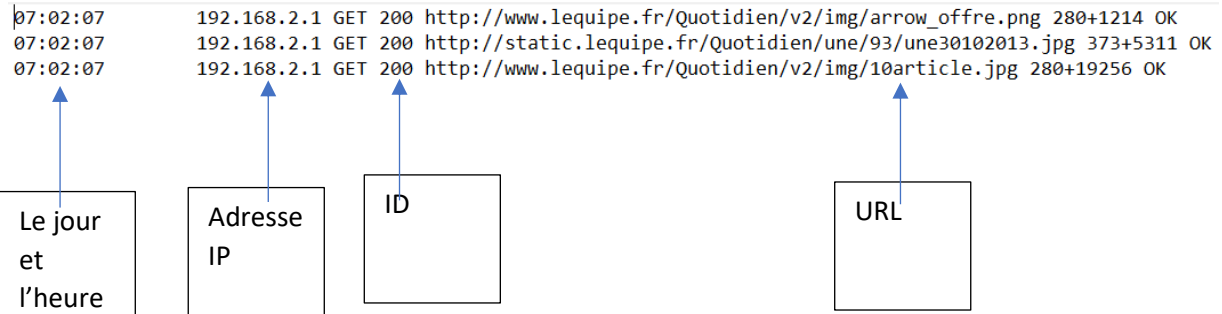 07:02:07 192.168.2.1 GET 200 http://www.lequipe.fr/Quotidien/v2/img/arrow_offre.png 280+1214 OK
07:02:07 192.168.2.1 GET 200 http://static.lequipe.fr/Quotidien/une/93/une30102013.jpg 373+5311 OK
07:02:07 192.168.2.1 GET 200 http://www.lequipe.fr/Quotidien/v2/img/10article.jpg 280+19256 OK
Le jour
et
l’heure
Adresse
IP
ID
URL